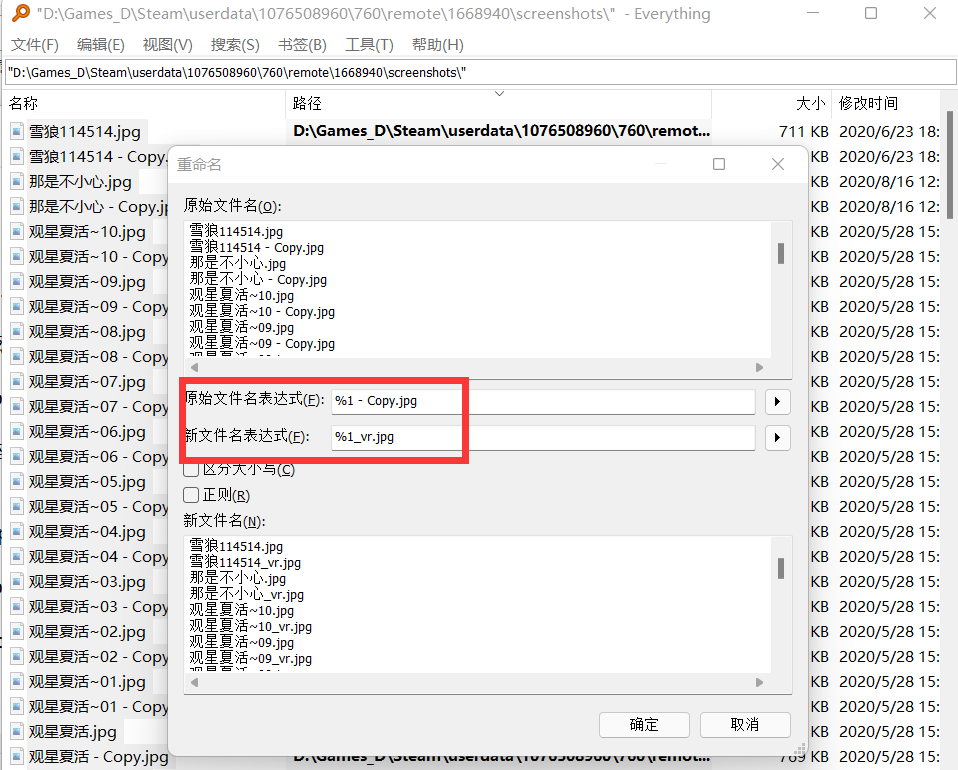 "D:\Games_D\Steam\userdata\1076508960\760\remote\1668940\screenshots\" - Everything
文件(F) 编辑(E) 视图(V) 搜索(S) 书签(B) 工具(T) 帮助(H)
"D:\Games_D\Steam\userdata\1076508960\760\remote\1668940\screenshots\"
名称 路径 大小 修改时间
雪狼114514.jpg D:\Games_D\Steam\userdata\1076508960\760\remot... 711 KB 2020/6/23 18:
雪狼114514 - Copy. KB 2020/6/23 18:
那是不小心.jpg KB 2020/8/16 12:
那是不小心 - Copy.jp KB 2020/8/16 12:
观星夏活~10.jpg KB 2020/5/28 15:
观星夏活~10 - Copy KB 2020/5/28 15:
观星夏活~09.jpg KB 2020/5/28 15:
观星夏活~09 - Copy KB 2020/5/28 15:
观星夏活~08.jpg KB 2020/5/28 15:
观星夏活~08 - Copy KB 2020/5/28 15:
观星夏活~07.jpg KB 2020/5/28 15:
观星夏活~07 - Copy KB 2020/5/28 15:
观星夏活~06.jpg KB 2020/5/28 15:
观星夏活~06 - Copy KB 2020/5/28 15:
观星夏活~05.jpg KB 2020/5/28 15:
观星夏活~05 - Copy KB 2020/5/28 15:
观星夏活~04.jpg KB 2020/5/28 15:
观星夏活~04 - Copy KB 2020/5/28 15:
观星夏活~03.jpg KB 2020/5/28 15:
观星夏活~03 - Copy KB 2020/5/28 15:
观星夏活~02.jpg KB 2020/5/28 15:
观星夏活~02 - Copy KB 2020/5/28 15:
观星夏活~01.jpg KB 2020/5/28 15:
观星夏活~01 - Copy KB 2020/5/28 15:
观星夏活.jpg KB 2020/5/28 15:
观星夏活 - Copy.jpg D:\Games_D\Steam\userdata\1076508960\760\remot... 769 KB 2020/5/28 15:
重命名
原始文件名(O):
雪狼114514.jpg
雪狼114514 - Copy.jpg
那是不小心.jpg
那是不小心 - Copy.jpg
观星夏活~10.jpg
观星夏活~10 - Copy.jpg
观星夏活~09.jpg
观星夏活~09 - Copy.jpg
原始文件名表达式(F): %1 - Copy.jpg
新文件名表达式(F): %1_vr.jpg
区分大小写(C)
正则(R)
新文件名(N):
雪狼114514.jpg
雪狼114514_vr.jpg
那是不小心.jpg
那是不小心_vr.jpg
观星夏活~10.jpg
观星夏活~10_vr.jpg
观星夏活~09.jpg
观星夏活~09_vr.jpg
确定 取消